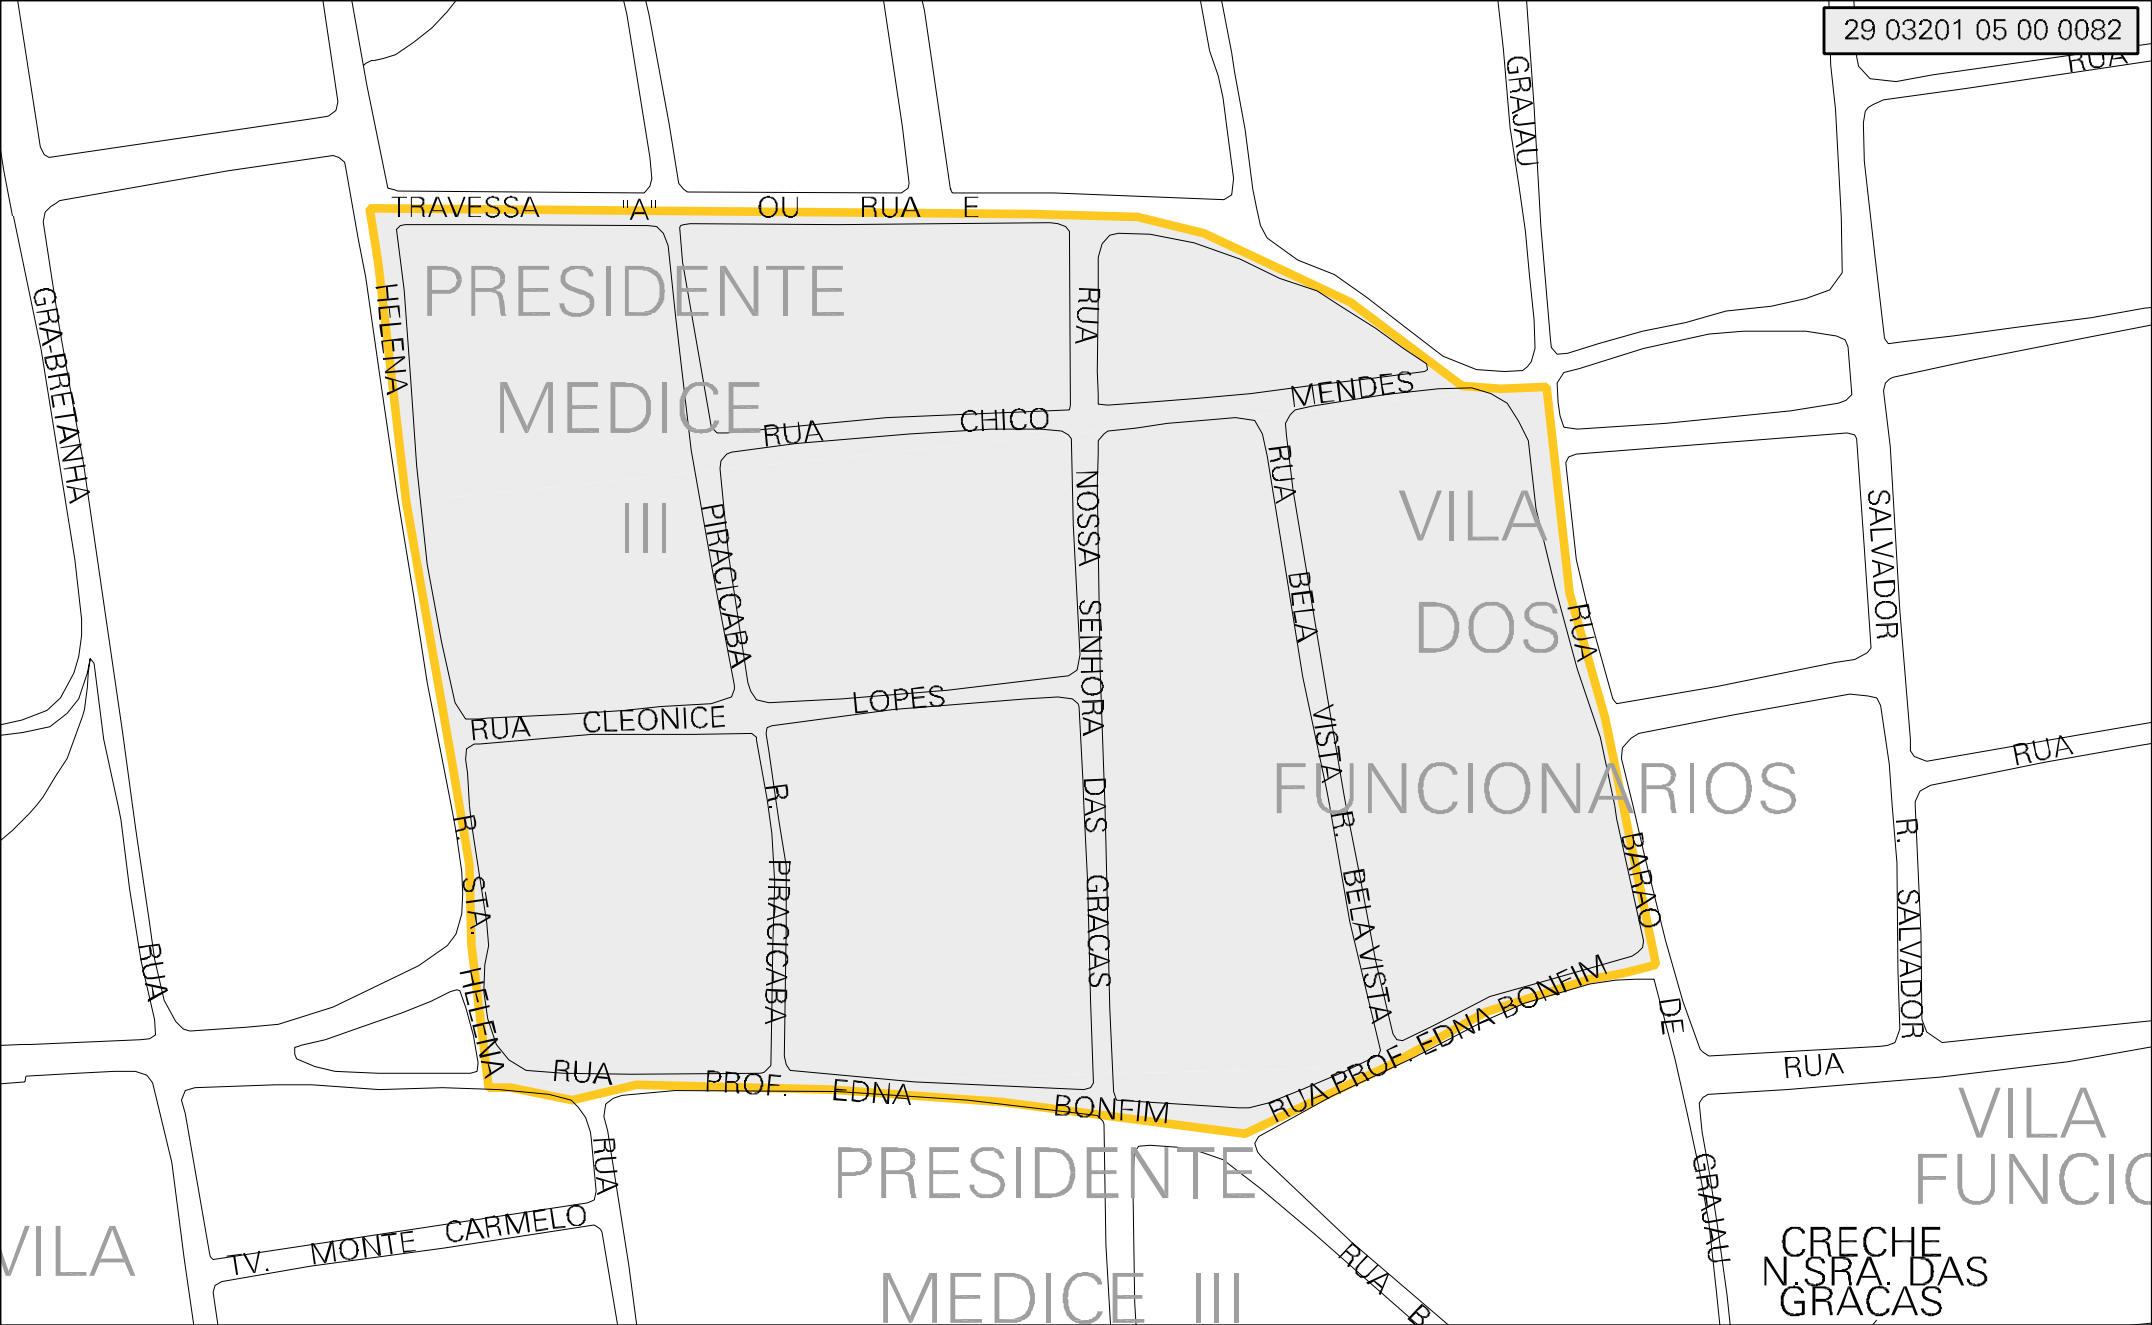 29 03201 05 00 0082
RUA
GRAJAU
TRAVESSA "A" OU RUA E
PRESIDENTE
MEDICE
III
HELENA
GRA-BRETANHA
RUA
RUA
NOSSA SENHORA DAS GRACAS
RUA CHICO MENDES
PIRACICABA
RUA BELA VISTA
R. BELA VISTA
VILA
DOS
FUNCIONARIOS
SALVADOR
RUA BARAO DE GRAJAU
RUA CLEONICE LOPES
RUA
R. PIRACICABA
R. STA. HELENA
R. SALVADOR
RUA PROF. EDNA BONFIM
RUA PROF. EDNA BONFIM
RUA
PRESIDENTE
MEDICE III
RUA
TV. MONTE CARMELO
VILA
RUA B
VILA
FUNCIO
CRECHE
N.SRA. DAS
GRACAS